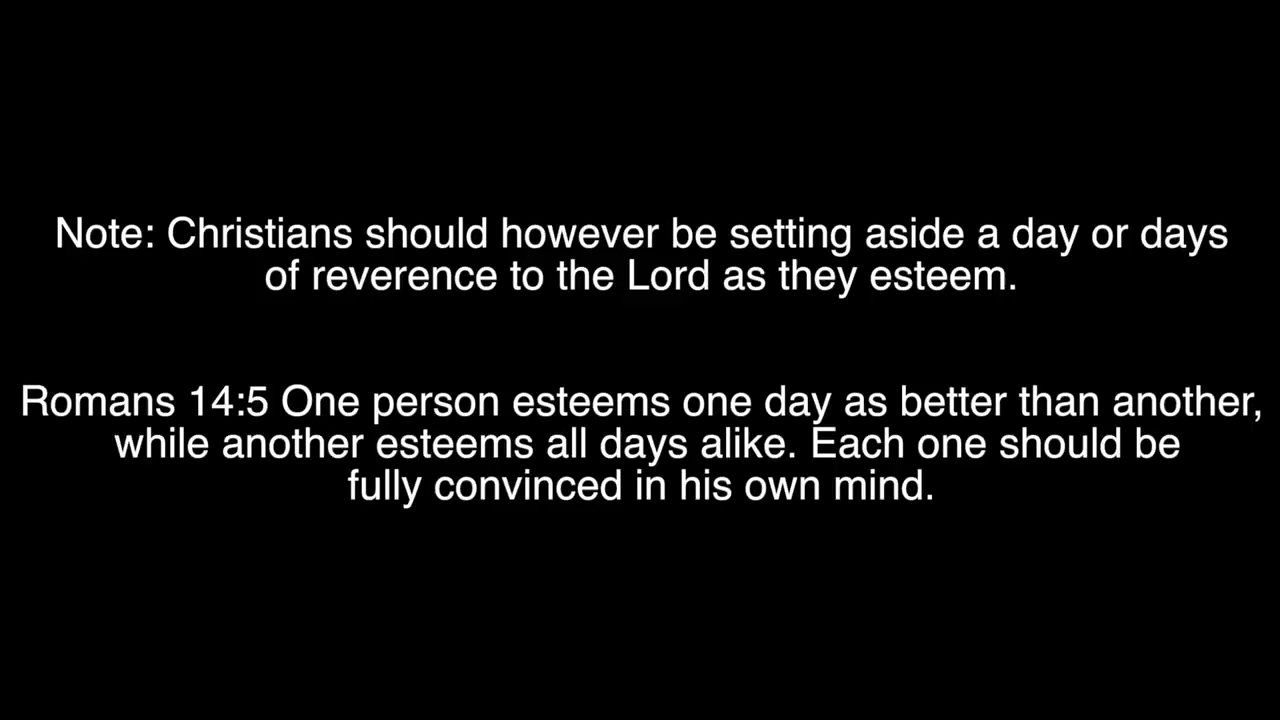 Note: Christians should however be setting aside a day or days
of reverence to the Lord as they esteem.
Romans 14:5 One person esteems one day as better than another,
while another esteems all days alike. Each one should be
fully convinced in his own mind.